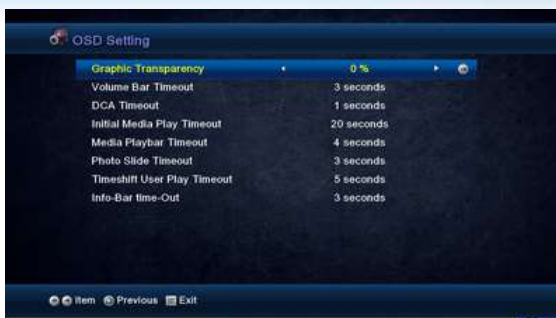 OSD Setting
Graphic Transparency 0 %
Volume Bar Timeout 3 seconds
DCA Timeout 1 seconds
Initial Media Play Timeout 20 seconds
Media Playbar Timeout 4 seconds
Photo Slide Timeout 3 seconds
Timeshift User Play Timeout 5 seconds
Info-Bar time-Out 3 seconds
Item Previous Exit